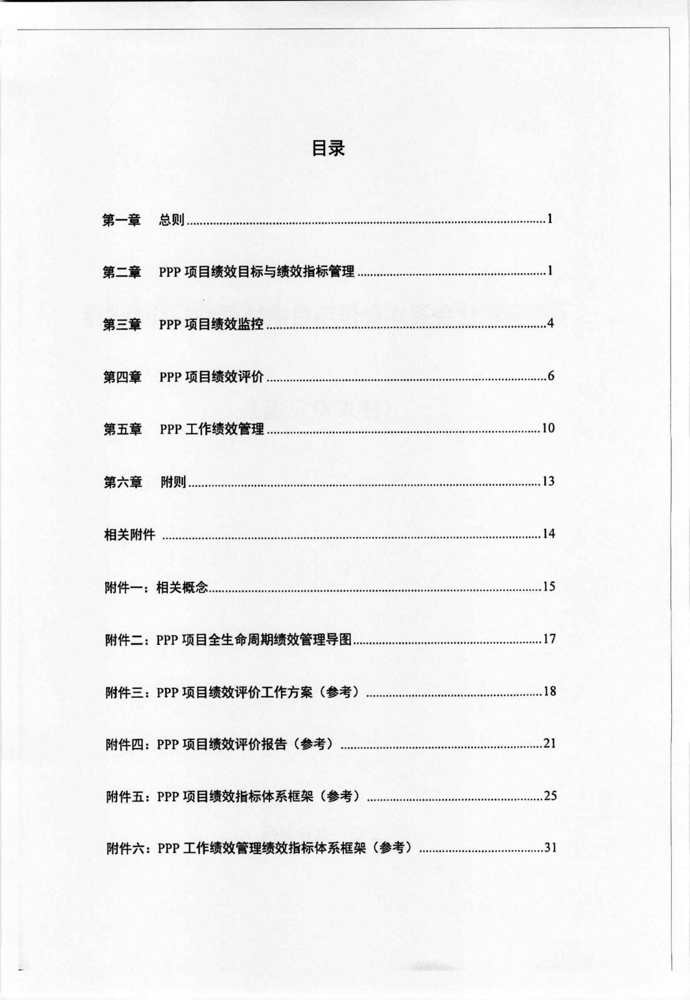 目录
第一章 总则 1
第二章 PPP 项目绩效目标与绩效指标管理 1
第三章 PPP 项目绩效监控 4
第四章 PPP 项目绩效评价 6
第五章 PPP 工作绩效管理 10
第六章 附则 13
相关附件 14
附件一：相关概念 15
附件二：PPP 项目全生命周期绩效管理导图 17
附件三：PPP 项目绩效评价工作方案（参考） 18
附件四：PPP 项目绩效评价报告（参考） 21
附件五：PPP 项目绩效指标体系框架（参考） 25
附件六：PPP 工作绩效管理绩效指标体系框架（参考） 31